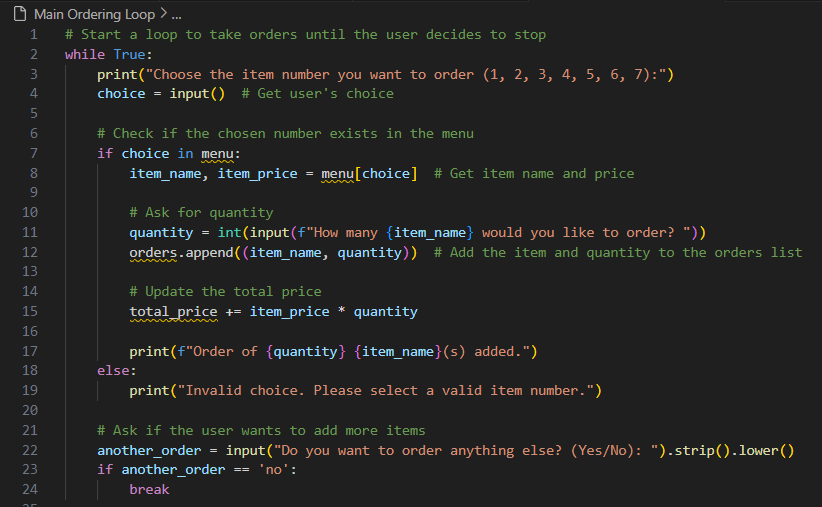 Main Ordering Loop > ...
1 # Start a loop to take orders until the user decides to stop
2 while True:
3     print("Choose the item number you want to order (1, 2, 3, 4, 5, 6, 7):")
4     choice = input()  # Get user's choice
5
6     # Check if the chosen number exists in the menu
7     if choice in menu:
8         item_name, item_price = menu[choice]  # Get item name and price
9
10         # Ask for quantity
11         quantity = int(input(f"How many {item_name} would you like to order? "))
12         orders.append((item_name, quantity))  # Add the item and quantity to the orders list
13
14         # Update the total price
15         total_price += item_price * quantity
16
17         print(f"Order of {quantity} {item_name}(s) added.")
18     else:
19         print("Invalid choice. Please select a valid item number.")
20
21     # Ask if the user wants to add more items
22     another_order = input("Do you want to order anything else? (Yes/No): ").strip().lower()
23     if another_order == 'no':
24         break